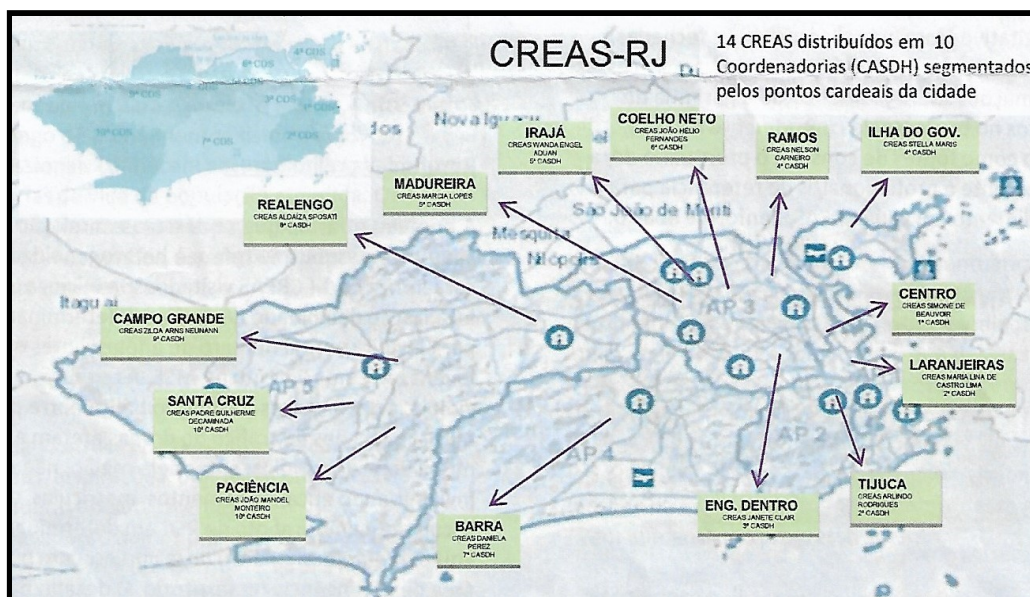 CREAS-RJ
14 CREAS distribuídos em 10
Coordenadorias (CASDH) segmentados
pelos pontos cardeais da cidade
Nova Igua
IRAJÁ
CREAS WANDA ENGEL
ADUAN
5ª CASDH
COELHO NETO
CREAS JOÃO HÉLIO
FERNANDES
6ª CASDH
RAMOS
CREAS NELSON
CARNEIRO
4ª CASDH
ILHA DO GOV.
CREAS STELLA MARIS
4ª CASDH
MADUREIRA
CREAS MARCIA LOPES
5ª CASDH
REALENGO
CREAS ALDAIZA SPOSATI
8ª CASDH
São João de Meriti
Mesquita
Nilópolis
Itaguaí
AP 3
CENTRO
CREAS SIMONE DE
BEAUVOIR
1ª CASDH
CAMPO GRANDE
CREAS ZILDA ARNS NEUMANN
9ª CASDH
LARANJEIRAS
CREAS MARIA LINA DE
CASTRO LIMA
2ª CASDH
AP 5
SANTA CRUZ
CREAS PADRE GUILHERME
DECAMINADA
10ª CASDH
AP 2
AP 4
PACIÊNCIA
CREAS JOÃO MANOEL
MONTEIRO
10ª CASDH
TIJUCA
CREAS ARLINDO
RODRIGUES
2ª CASDH
ENG. DENTRO
CREAS JANETE CLAIR
3ª CASDH
BARRA
CREAS DANIELA
PEREZ
7ª CASDH